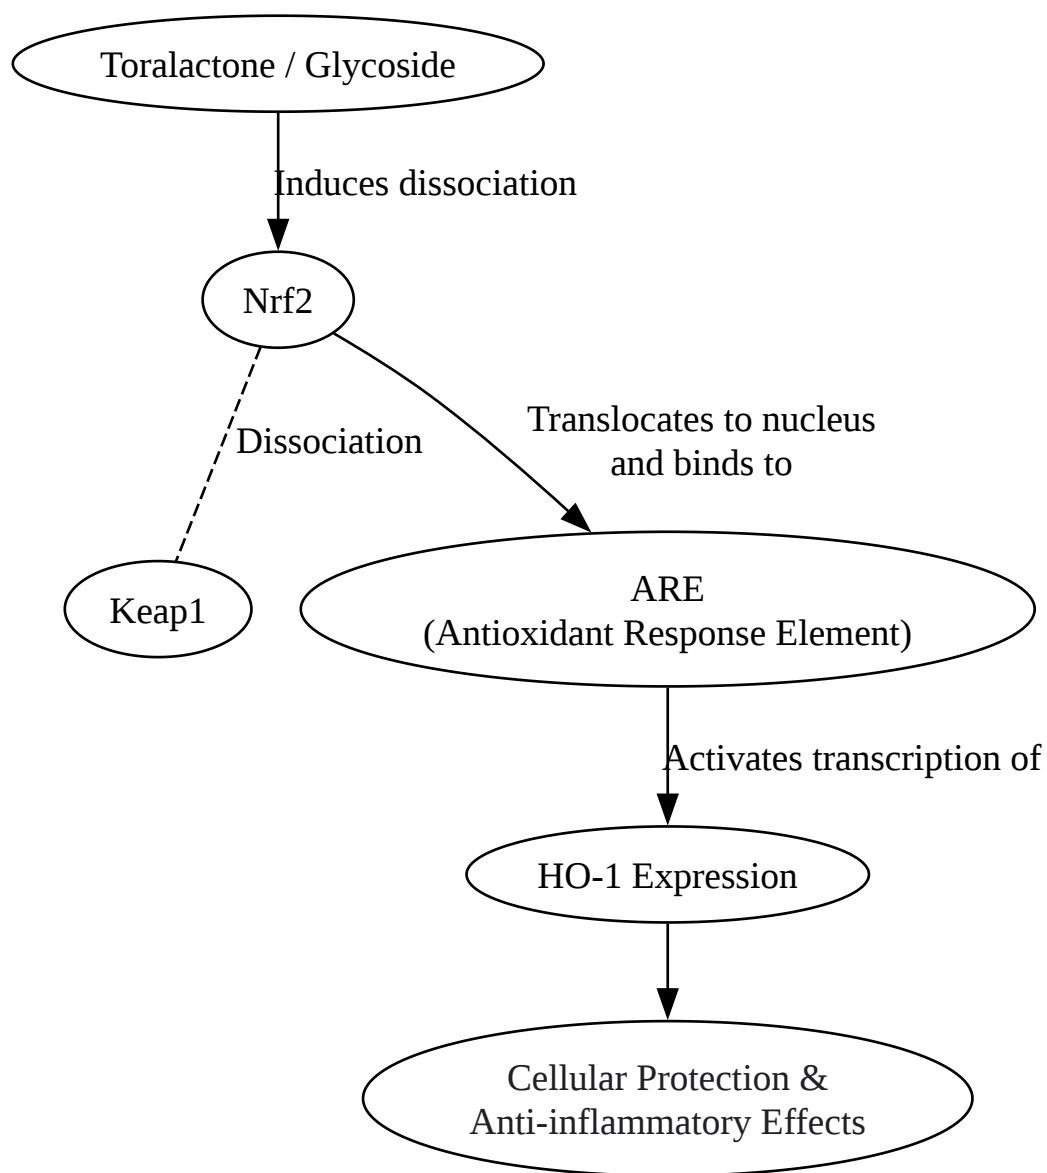 Toralactone / Glycoside
Induces dissociation
Nrf2
Translocates to nucleus
and binds to
Dissociation
Keap1
ARE
(Antioxidant Response Element)
Activates transcription of
HO-1 Expression
Cellular Protection &
Anti-inflammatory Effects